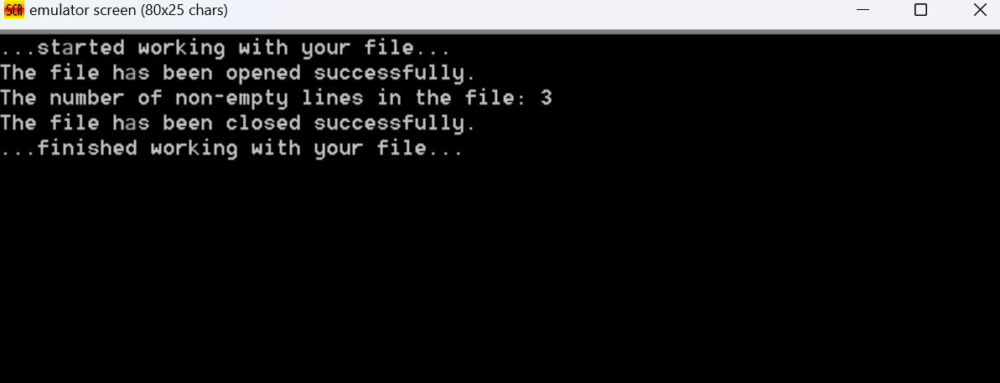 SCR emulator screen (80x25 chars)
...started working with your file...
The file has been opened successfully.
The number of non-empty lines in the file: 3
The file has been closed successfully.
...finished working with your file...